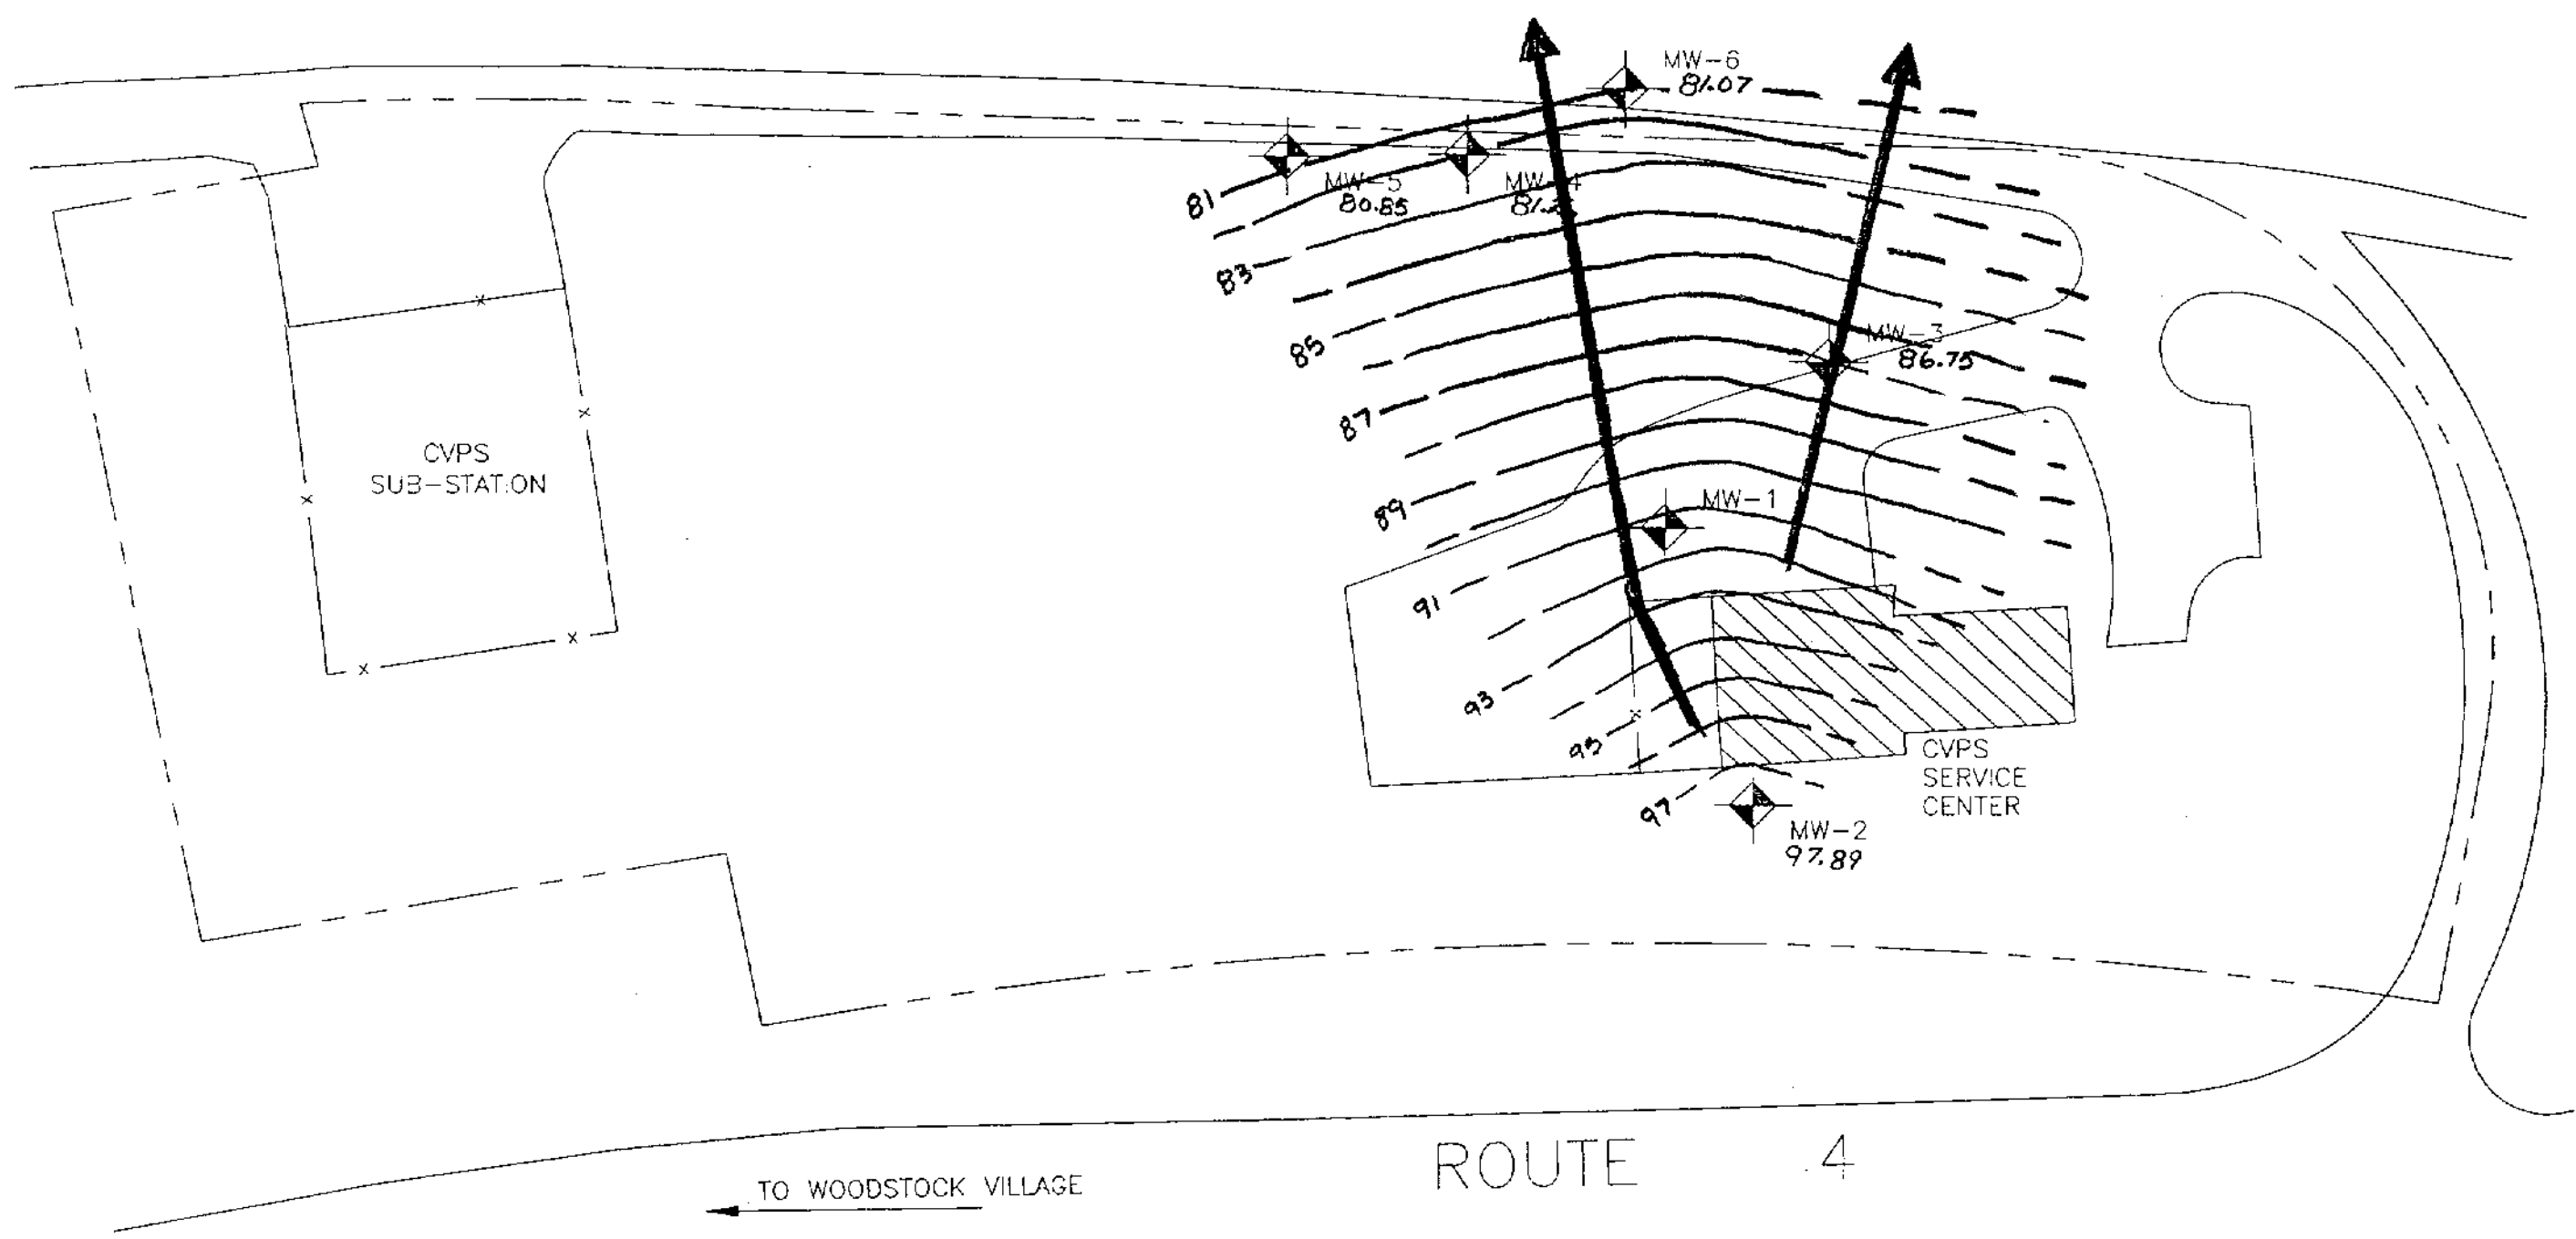 MW-6
81.07
MW-5
80.85
MW-4
81
83
85
MW-3
86.75
87
CVPS
SUB-STATION
89
MW-1
91
93
95
CVPS
SERVICE
CENTER
97
MW-2
97.89
ROUTE 4
TO WOODSTOCK VILLAGE